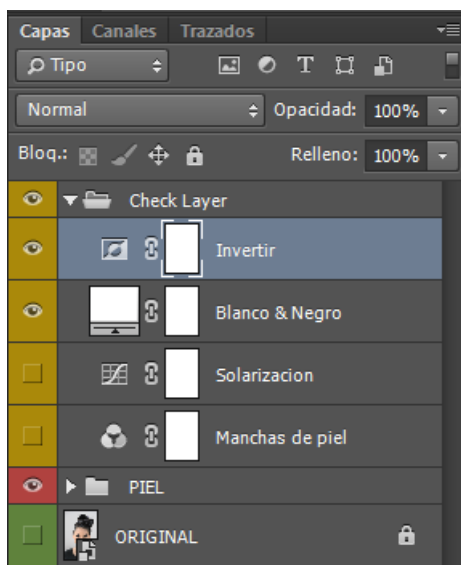 Capas Canales Trazados
Tipo T
Normal Opacidad: 100%
Bloq.: Relleno: 100%
Check Layer
Invertir
Blanco & Negro
Solarizacion
Manchas de piel
PIEL
ORIGINAL